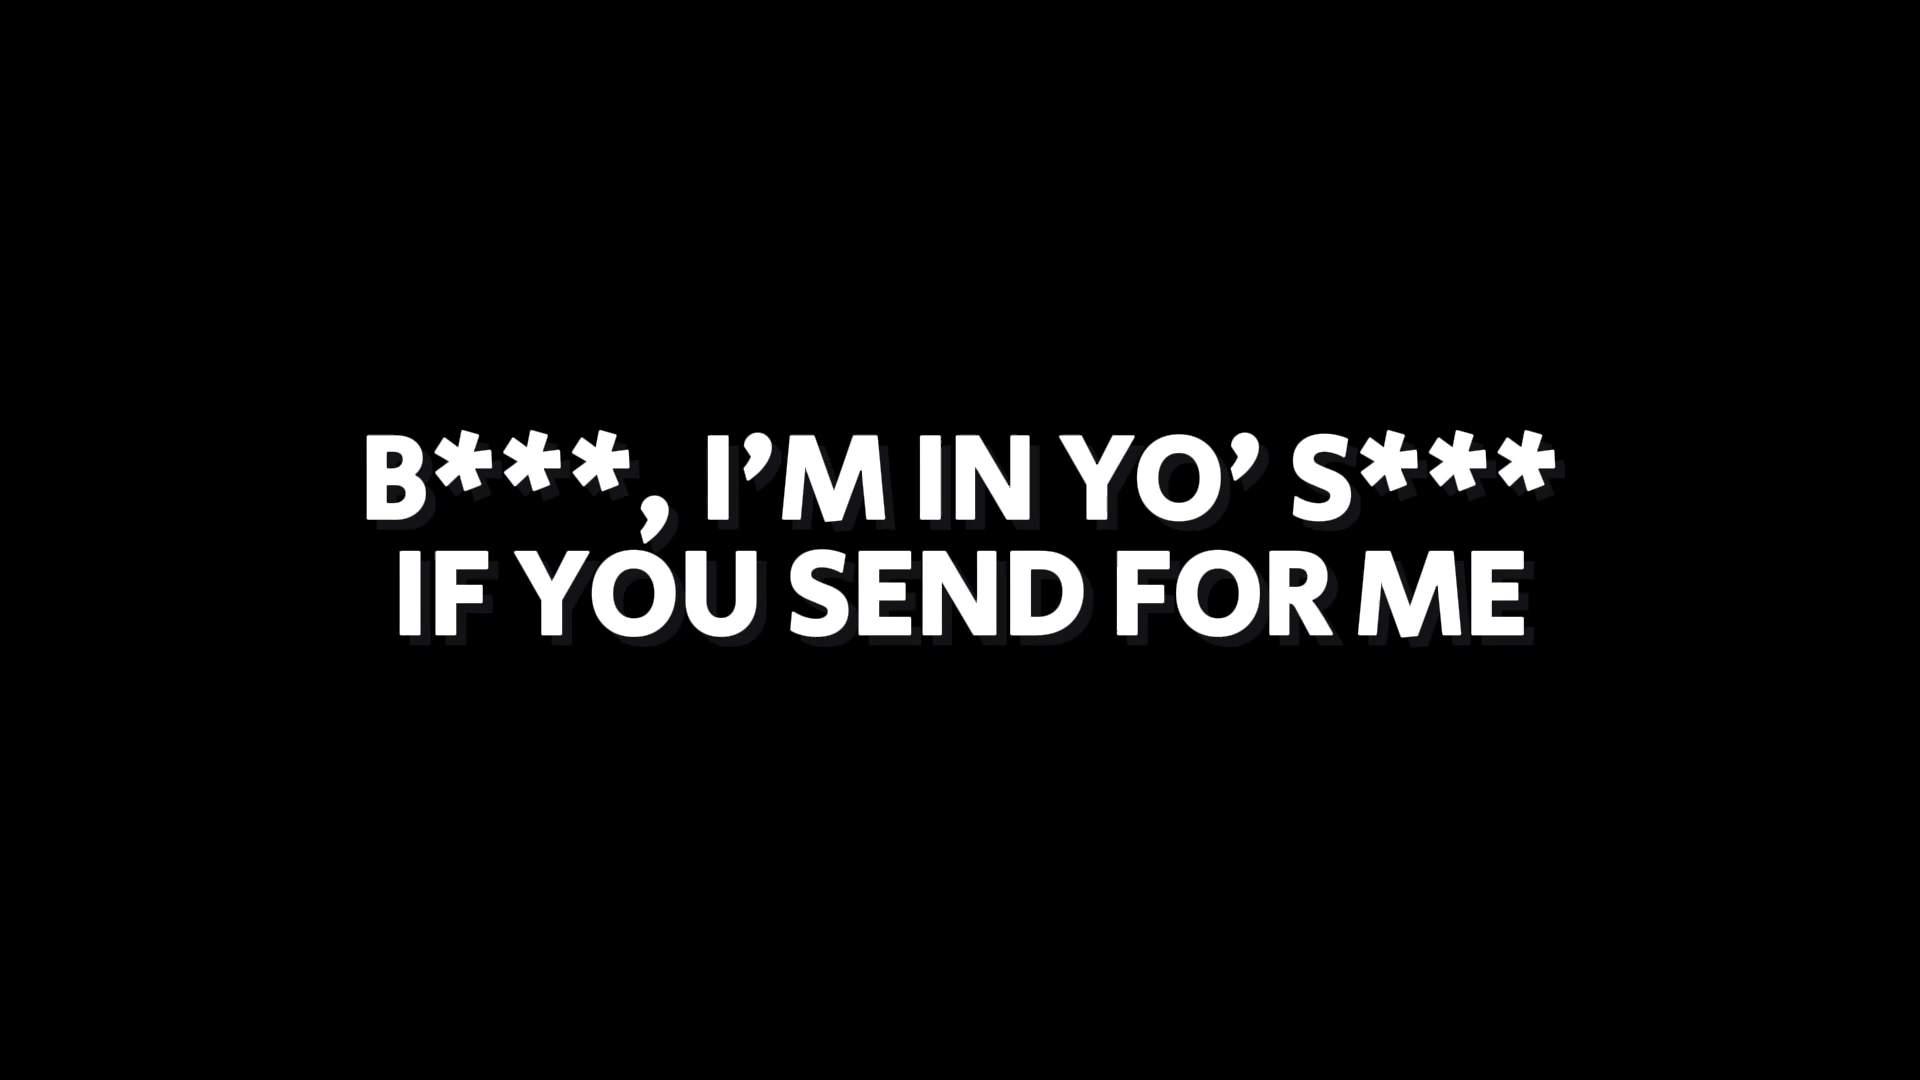 B***, I’M IN YO’ S***
IF YOU SEND FOR ME